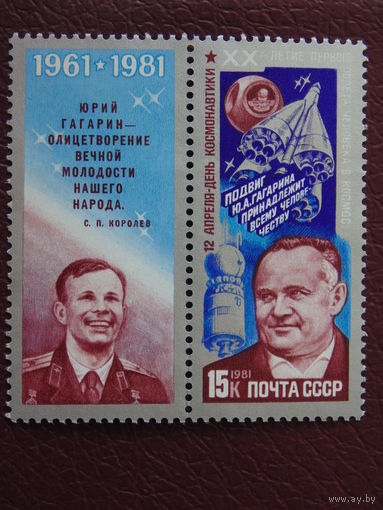 1961★1981
ЮРИЙ
ГАГАРИН—
ОЛИЦЕТВОРЕНИЕ
ВЕЧНОЙ
МОЛОДОСТИ
НАШЕГО
НАРОДА.
С. П. КОРОЛЕВ
12 АПРЕЛЯ-ДЕНЬ КОСМОНАВТИКИ
★ XX-ЛЕТИЕ ПЕРВОГО
ПОЛЕТА ЧЕЛОВЕКА В КОСМОС
ПОДВИГ
Ю.А.ГАГАРИНА
ПРИНАДЛЕЖИТ
ВСЕМУ ЧЕЛОВЕ-
ЧЕСТВУ
1981
15К ПОЧТА СССР
ay.by